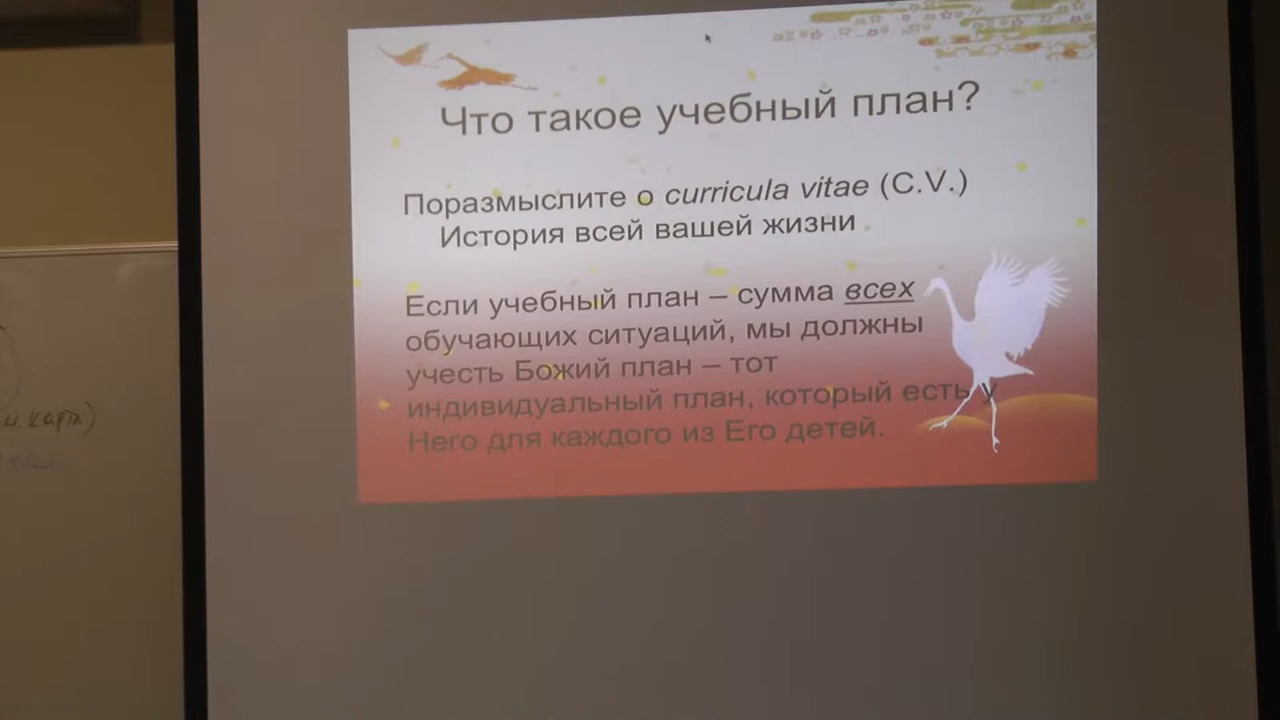 Что такое учебный план?
Поразмыслите о curricula vitae (C.V.)
История всей вашей жизни
Если учебный план – сумма всех
обучающих ситуаций, мы должны
учесть Божий план – тот
индивидуальный план, который есть у
Него для каждого из Его детей.
карта)